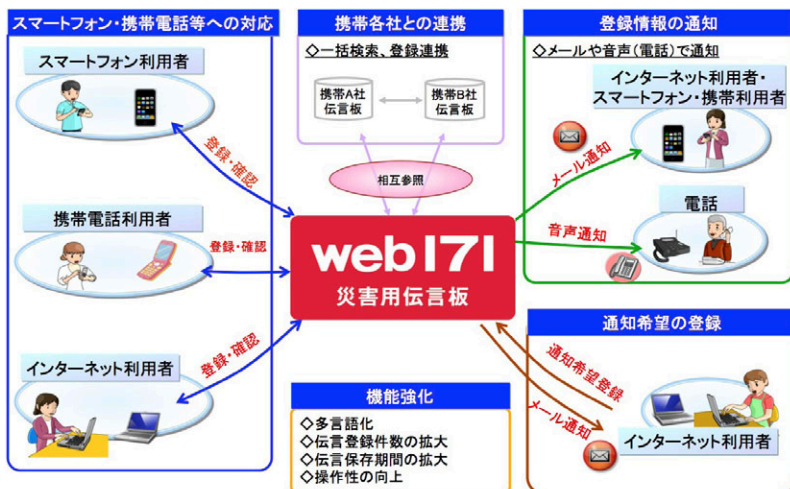 スマートフォン・携帯電話等への対応
スマートフォン利用者
登録・確認
携帯電話利用者
登録・確認
インターネット利用者
登録・確認
携帯各社との連携
◇一括検索、登録連携
携帯A社
伝言板
携帯B社
伝言板
相互参照
web171
災害用伝言板
機能強化
◇多言語化
◇伝言登録件数の拡大
◇伝言保存期間の拡大
◇操作性の向上
登録情報の通知
◇メールや音声(電話)で通知
インターネット利用者・
スマートフォン・携帯利用者
メール通知
電話
音声通知
通知希望の登録
通知希望登録
メール通知
インターネット利用者